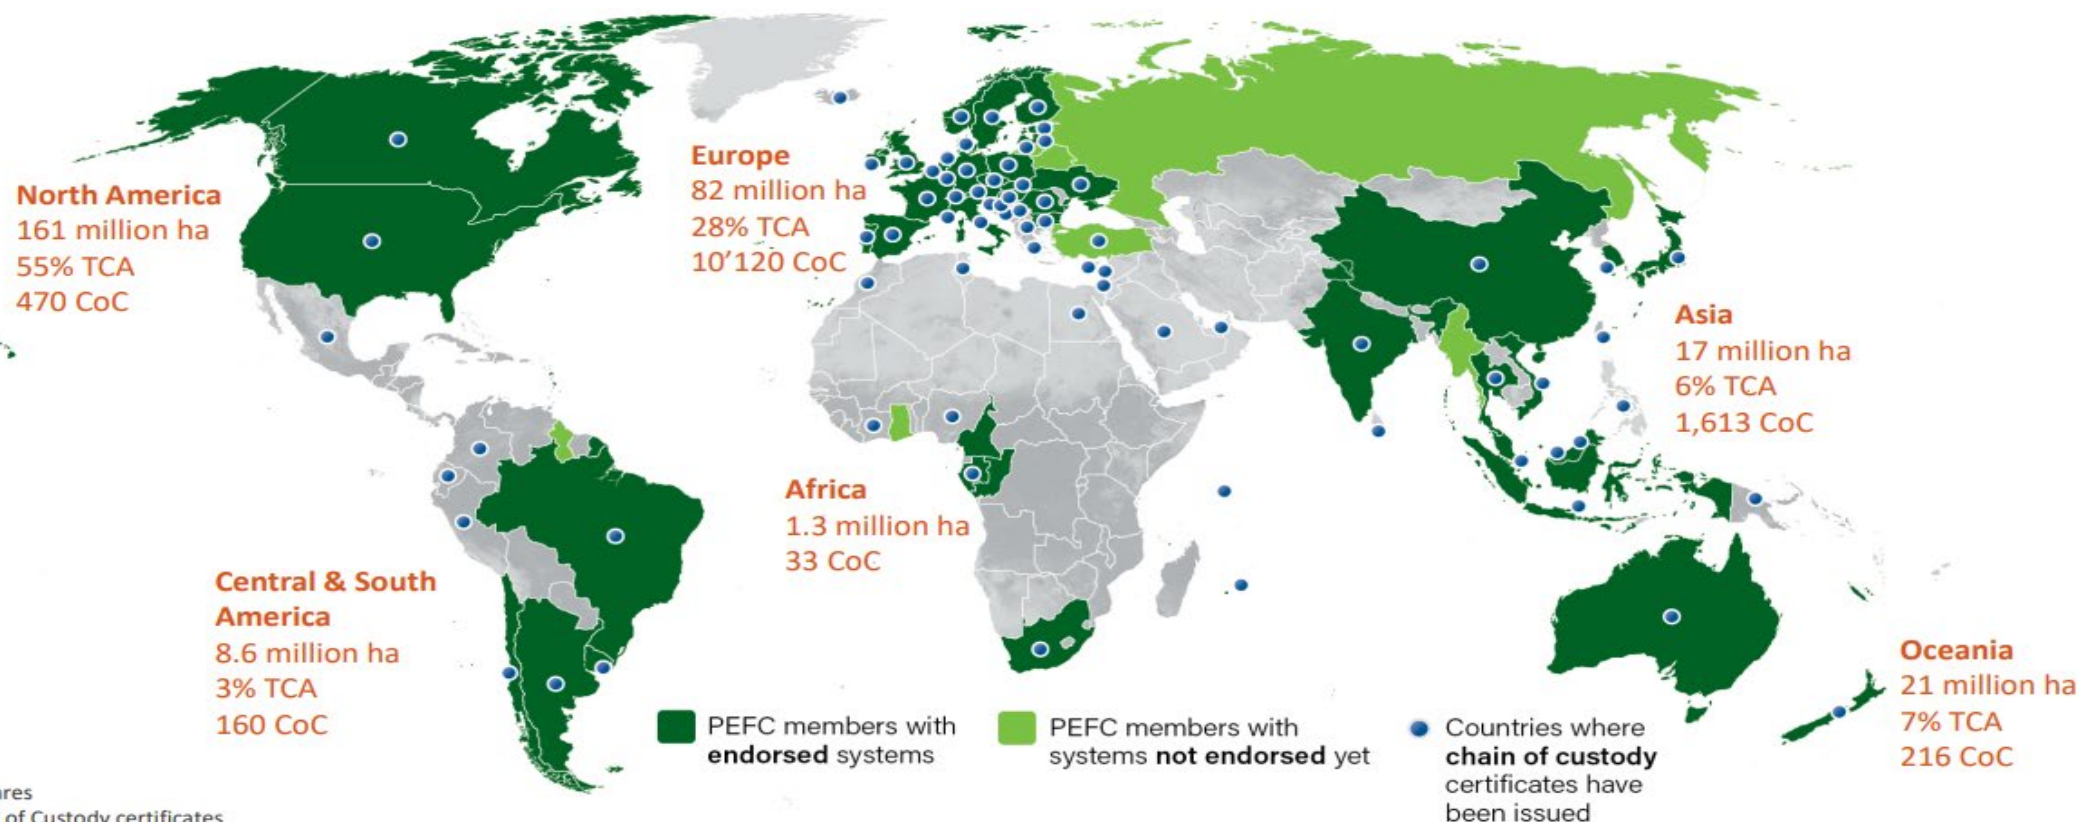 North America
161 million ha
55% TCA
470 CoC
Europe
82 million ha
28% TCA
10’120 CoC
Asia
17 million ha
6% TCA
1,613 CoC
Africa
1.3 million ha
33 CoC
Central & South
America
8.6 million ha
3% TCA
160 CoC
Oceania
21 million ha
7% TCA
216 CoC
PEFC members with
endorsed systems
PEFC members with
systems not endorsed yet
Countries where
chain of custody
certificates have
been issued
of Custody certificates